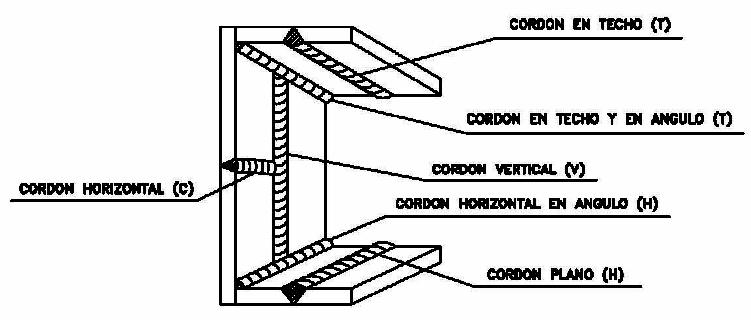 CORDON EN TECHO (T)
CORDON EN TECHO Y EN ANGULO (T)
CORDON VERTICAL (V)
CORDON HORIZONTAL (C)
CORDON HORIZONTAL EN ANGULO (H)
CORDON PLANO (H)